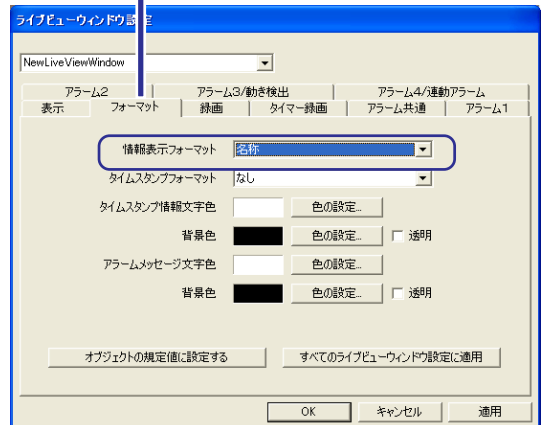 ライブビューウィンドウ設定
NewLiveViewWindow
アラーム2 アラーム3/動き検出 アラーム4/連動アラーム
表示 フォーマット 録画 タイマー録画 アラーム共通 アラーム1
情報表示フォーマット 名称
タイムスタンプフォーマット なし
タイムスタンプ情報文字色 色の設定...
背景色 色の設定... 透明
アラームメッセージ文字色 色の設定...
背景色 色の設定... 透明
オブジェクトの規定値に設定する すべてのライブビューウィンドウ設定に適用
OK キャンセル 適用